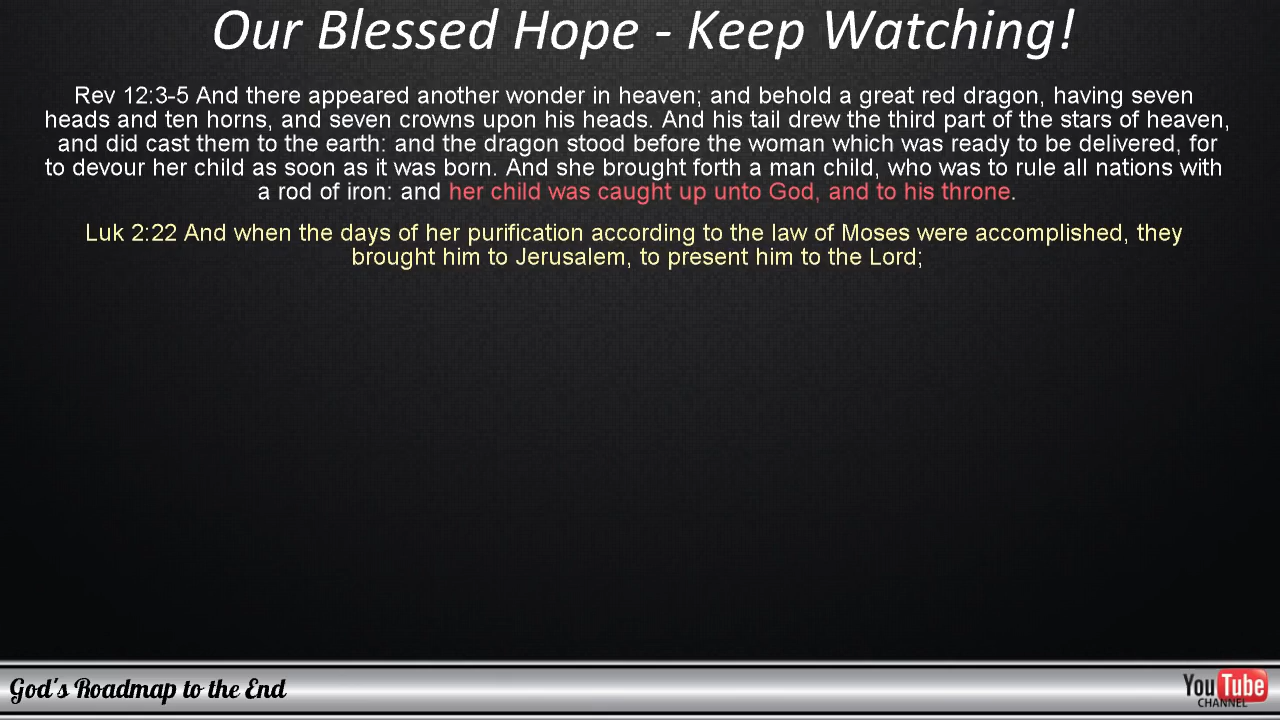 Our Blessed Hope - Keep Watching!
Rev 12:3-5 And there appeared another wonder in heaven; and behold a great red dragon, having seven
heads and ten horns, and seven crowns upon his heads. And his tail drew the third part of the stars of heaven,
and did cast them to the earth: and the dragon stood before the woman which was ready to be delivered, for
to devour her child as soon as it was born. And she brought forth a man child, who was to rule all nations with
a rod of iron: and her child was caught up unto God, and to his throne.
Luk 2:22 And when the days of her purification according to the law of Moses were accomplished, they
brought him to Jerusalem, to present him to the Lord;
God's Roadmap to the End
YouTube
CHANNEL